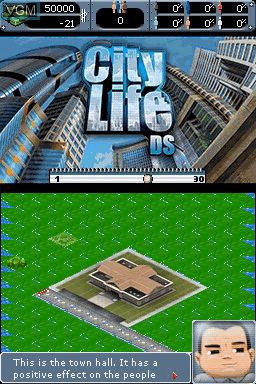 VGM
50000
-21
0
0%
0%
0%
0%
0%
0%
City
Life
DS
1
30
This is the town hall. It has a
positive effect on the people